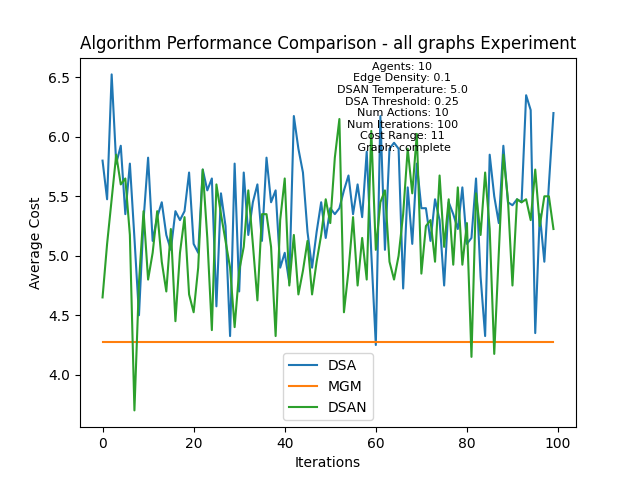 Algorithm Performance Comparison - all graphs Experiment
Agents: 10
Edge Density: 0.1
DSAN Temperature: 5.0
DSA Threshold: 0.25
Num Actions: 10
Num Iterations: 100
Cost Range: 11
Graph: complete
6.5
6.0
5.5
5.0
4.5
4.0
Average Cost
DSA
MGM
DSAN
0
20
40
60
80
100
Iterations